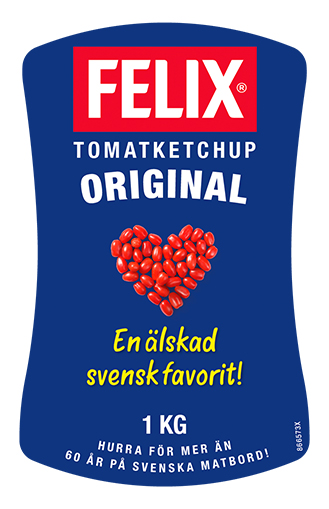 FELIX®
TOMATKETCHUP
ORIGINAL
En älskad
svensk favorit!
1 KG
HURRA FÖR MER ÄN
60 ÅR PÅ SVENSKA MATBORD!
866573X